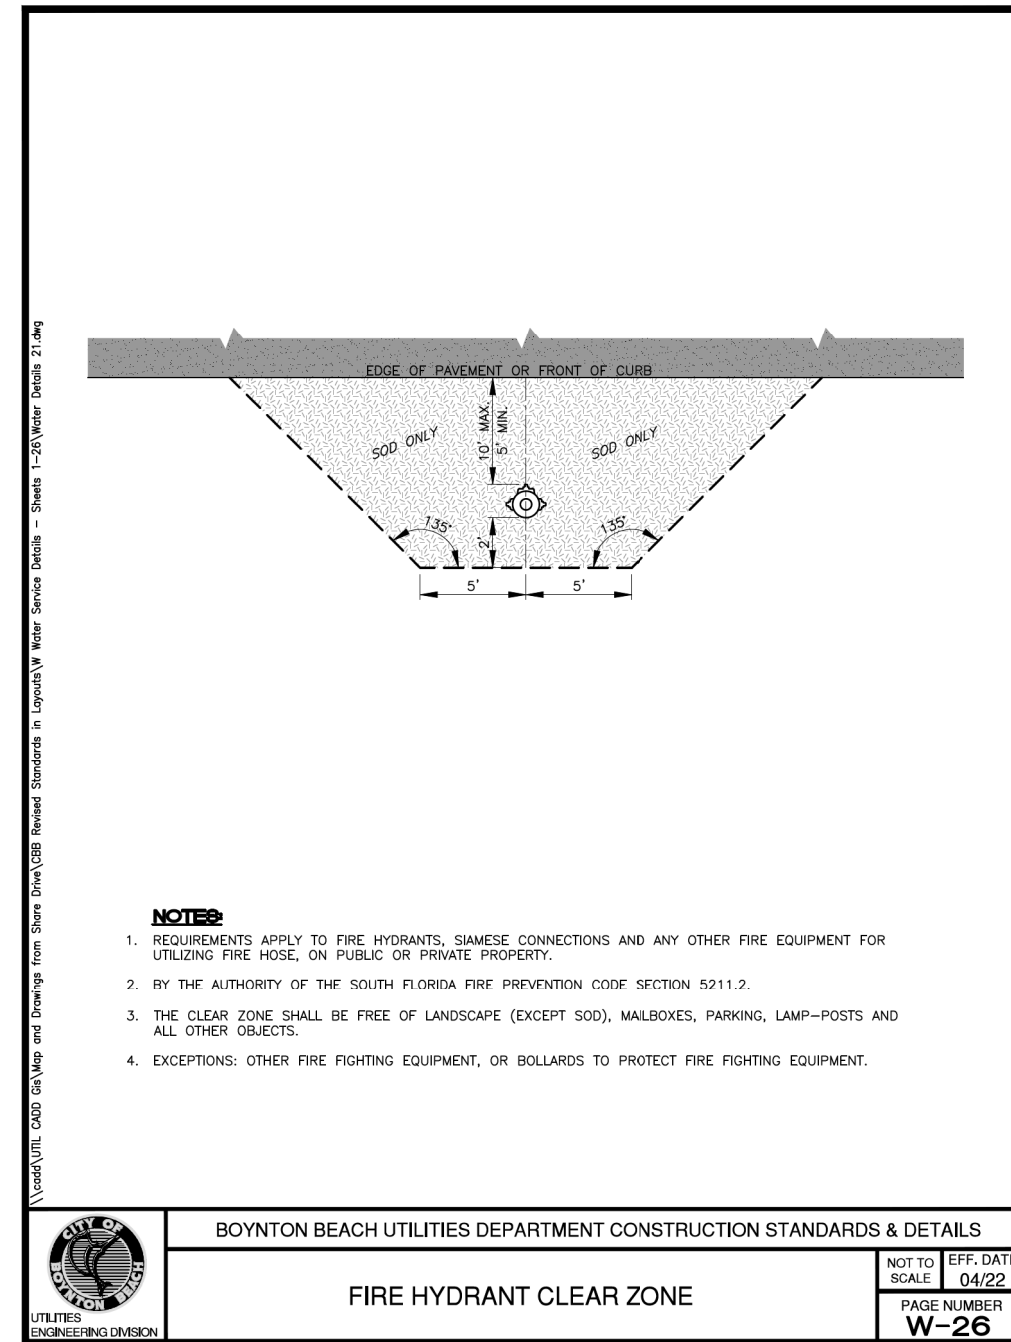 EDGE OF PAVEMENT OR FRONT OF CURB
10' MAX.
5' MIN.
SOD ONLY
SOD ONLY
135°
135°
2'
5'
5'
NOTES:
1. REQUIREMENTS APPLY TO FIRE HYDRANTS, SIAMESE CONNECTIONS AND ANY OTHER FIRE EQUIPMENT FOR
UTILIZING FIRE HOSE, ON PUBLIC OR PRIVATE PROPERTY.
2. BY THE AUTHORITY OF THE SOUTH FLORIDA FIRE PREVENTION CODE SECTION 5211.2.
3. THE CLEAR ZONE SHALL BE FREE OF LANDSCAPE (EXCEPT SOD), MAILBOXES, PARKING, LAMP-POSTS AND
ALL OTHER OBJECTS.
4. EXCEPTIONS: OTHER FIRE FIGHTING EQUIPMENT, OR BOLLARDS TO PROTECT FIRE FIGHTING EQUIPMENT.
\\cadd\UTIL CADD Gis\Map and Drawings from Share Drive\CBB Revised Standards in Layouts\W Water Service Details - Sheets 1-26\Water Details 21.dwg
CITY OF
BOYNTON BEACH
UTILITIES
ENGINEERING DIVISION
BOYNTON BEACH UTILITIES DEPARTMENT CONSTRUCTION STANDARDS & DETAILS
FIRE HYDRANT CLEAR ZONE
NOT TO
SCALE
EFF. DAT
04/22
PAGE NUMBER
W-26